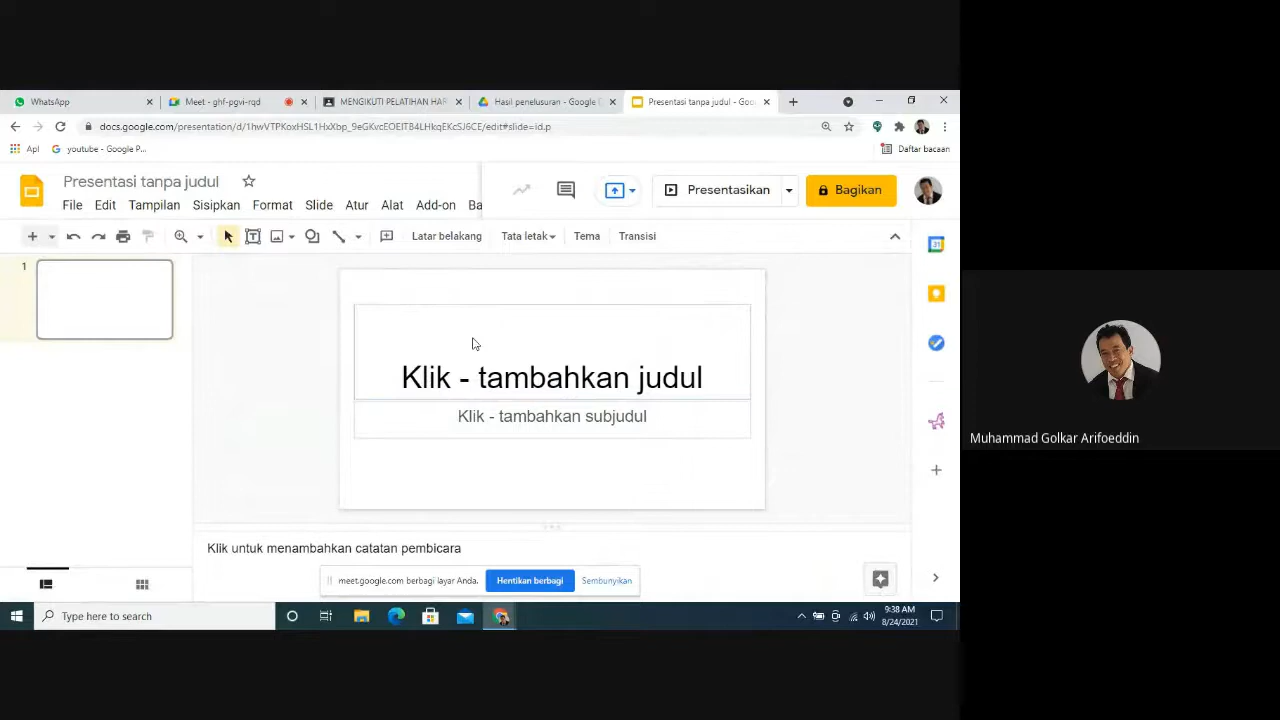 WhatsApp
Meet - ghf-pgvi-rqd
MENGIKUTI PELATIHAN HAR
Hasil penelusuran - Google D
Presentasi tanpa judul - Goo
docs.google.com/presentation/d/1hwVTPKoxHSL1HxXbp_9eGKvcEOEITB4LHkqEKcSJ6CE/edit#slide=id.p
Apl
youtube - Google P...
Daftar bacaan
Presentasi tanpa judul
Presentasikan
Bagikan
File Edit Tampilan Sisipkan Format Slide Atur Alat Add-on Ba
Latar belakang
Tata letak
Tema
Transisi
31
1
Klik - tambahkan judul
Klik - tambahkan subjudul
Muhammad Golkar Arifoeddin
Klik untuk menambahkan catatan pembicara
meet.google.com berbagi layar Anda.
Hentikan berbagi
Sembunyikan
Type here to search
9:38 AM
8/24/2021